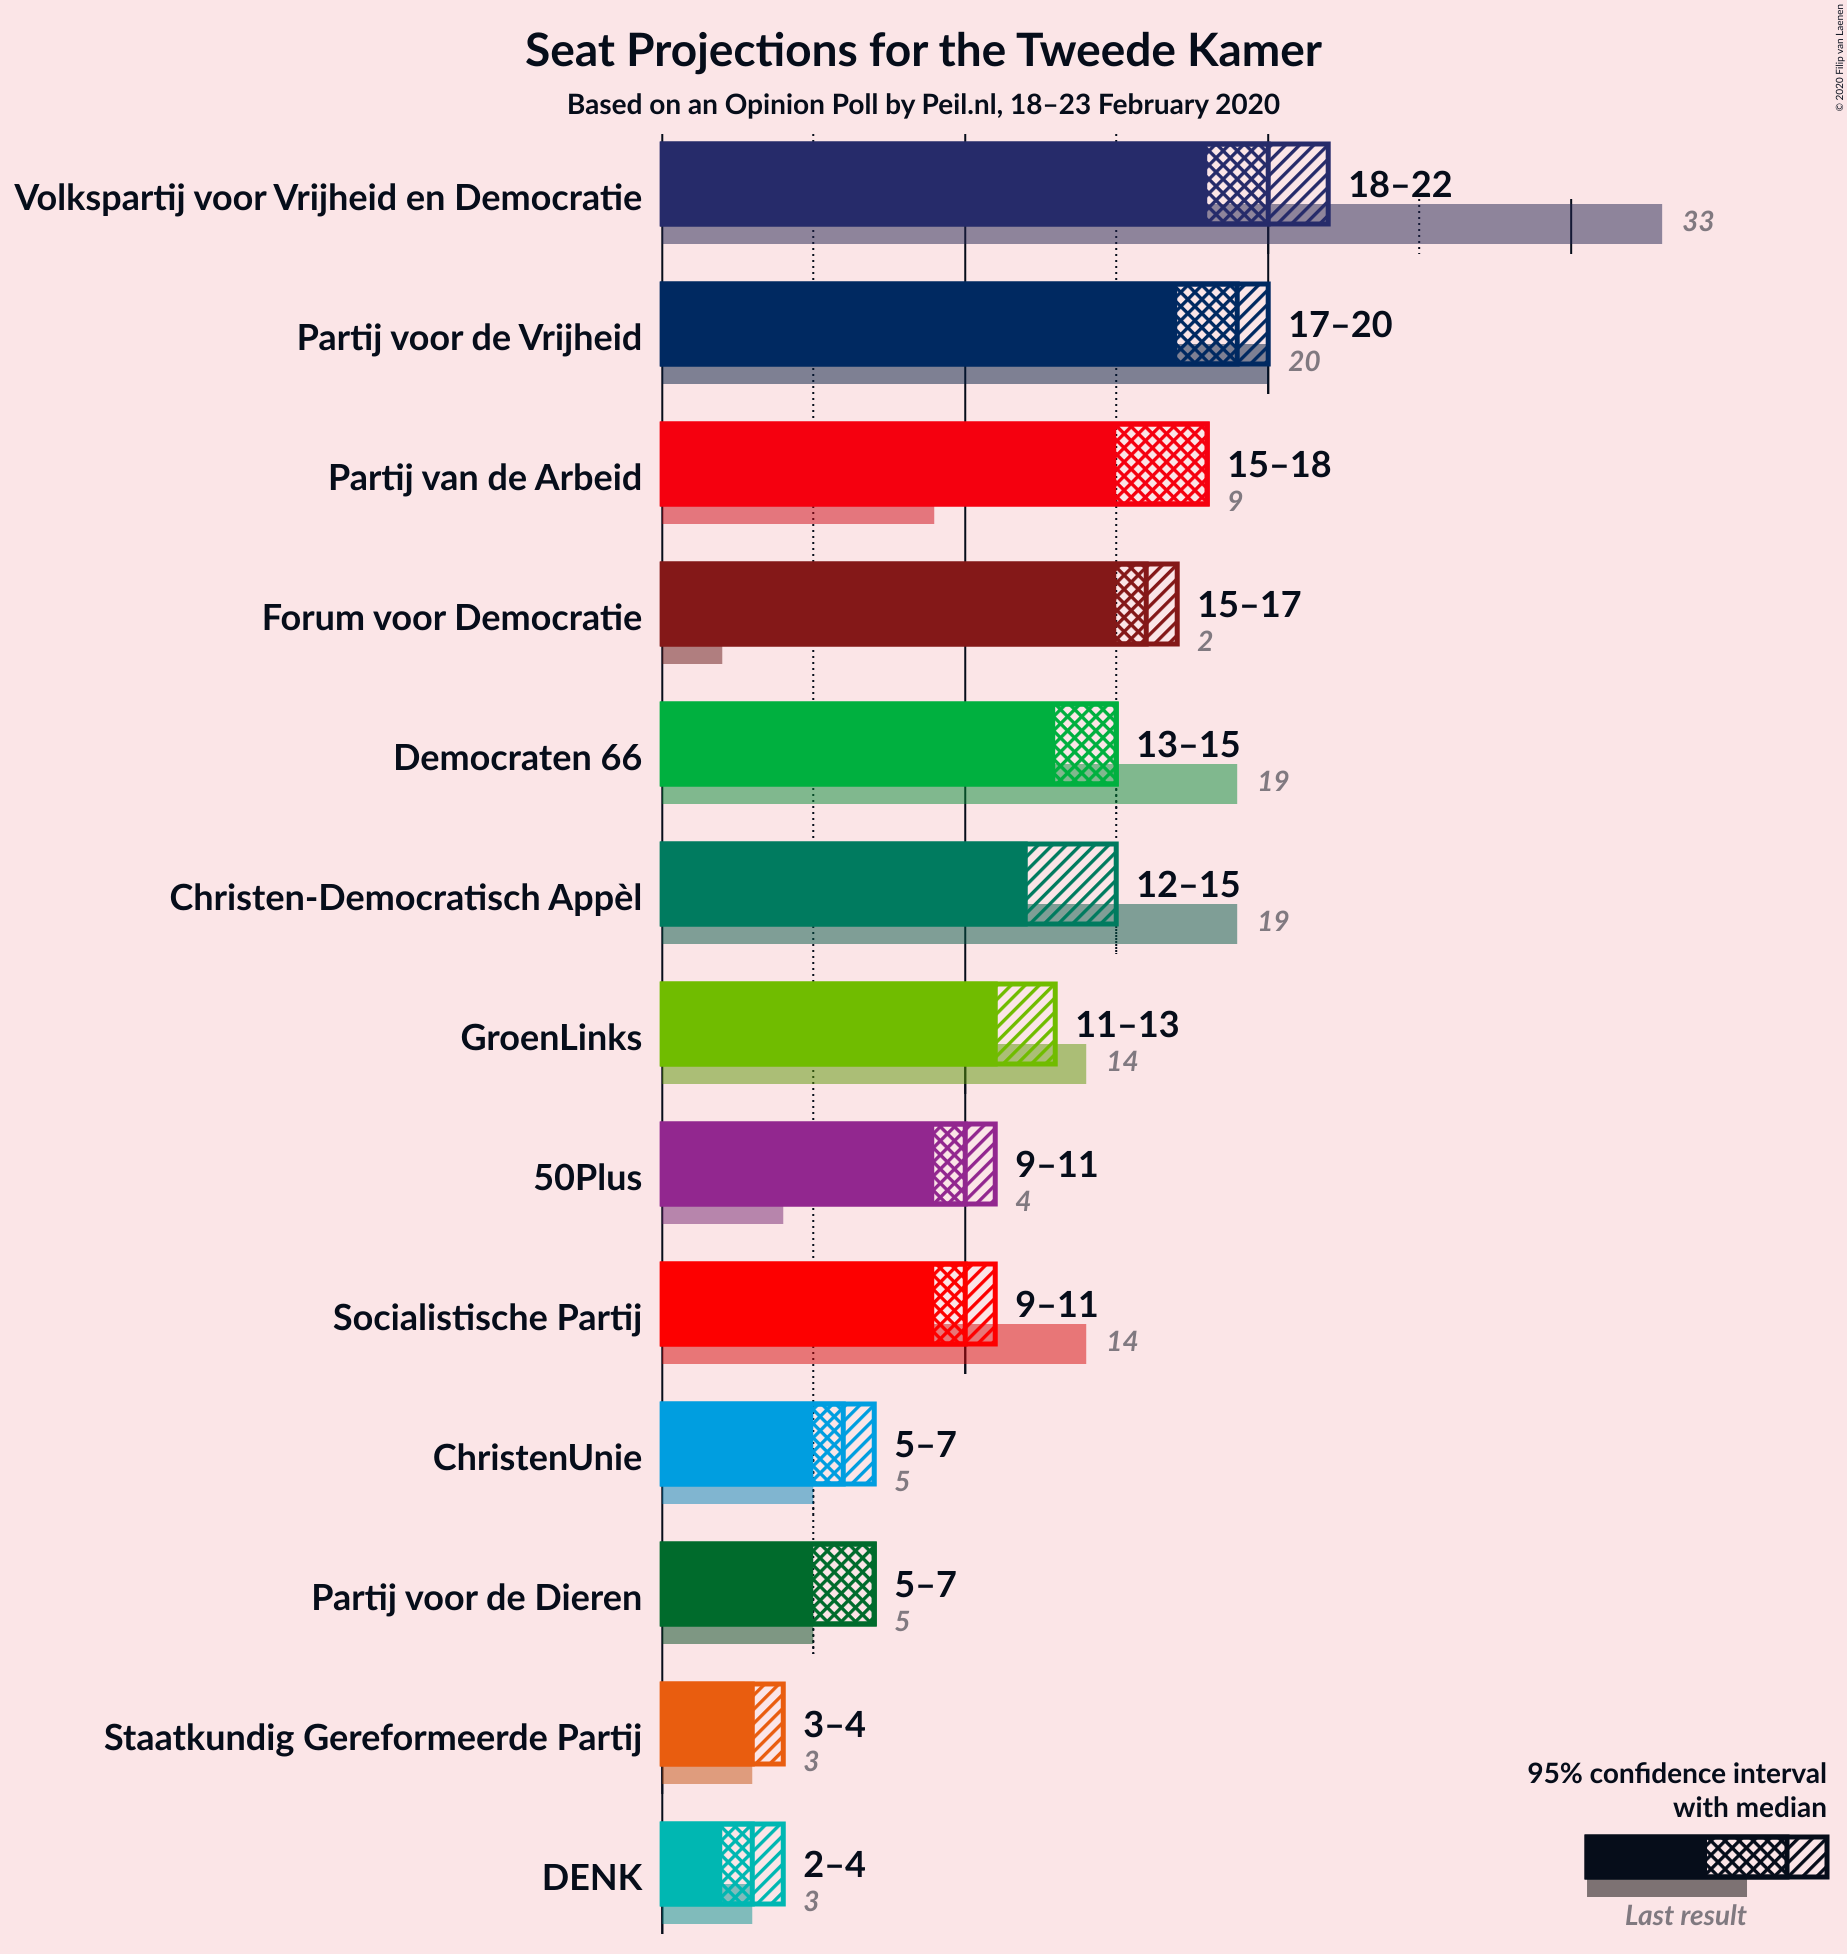 Seat Projections for the Tweede Kamer
Based on an Opinion Poll by Peil.nl, 18–23 February 2020
© 2020 Filip van Laenen
Volkspartij voor Vrijheid en Democratie
18–22
33
Partij voor de Vrijheid
17–20
20
Partij van de Arbeid
15–18
9
Forum voor Democratie
15–17
2
Democraten 66
13–15
19
Christen-Democratisch Appèl
12–15
19
GroenLinks
11–13
14
50Plus
9–11
4
Socialistische Partij
9–11
14
ChristenUnie
5–7
5
Partij voor de Dieren
5–7
5
Staatkundig Gereformeerde Partij
3–4
3
DENK
2–4
3
95% confidence interval
with median
Last result